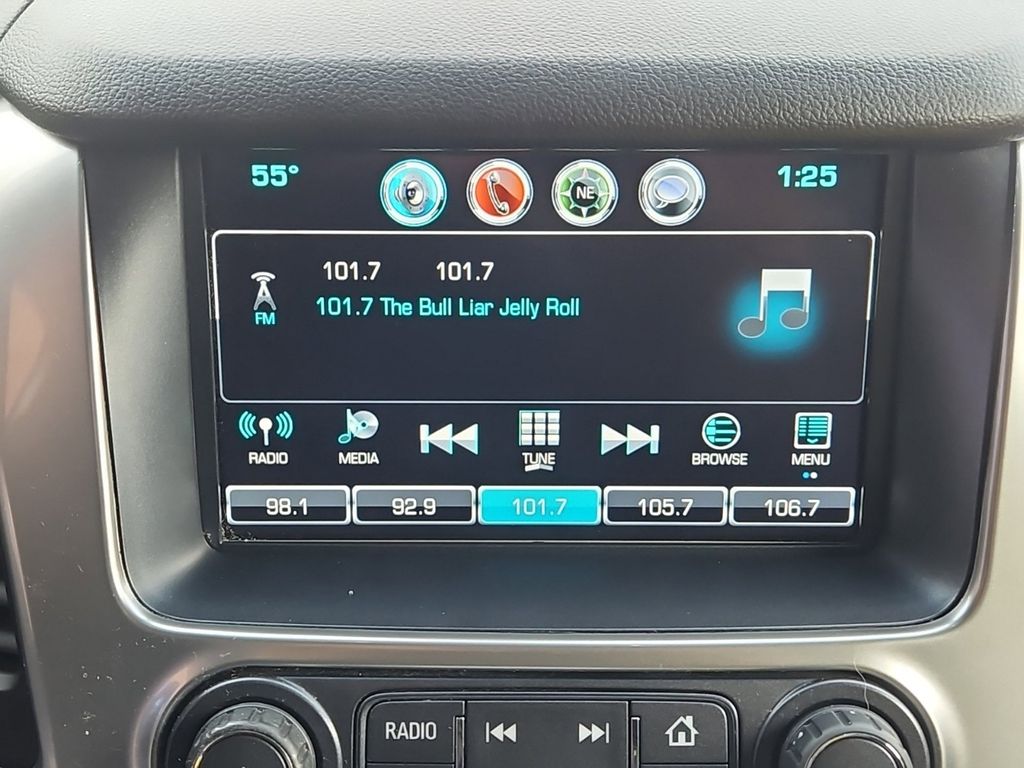 55° NE 1:25
101.7 101.7
FM 101.7 The Bull Liar Jelly Roll
RADIO MEDIA TUNE BROWSE MENU
98.1 92.9 101.7 105.7 106.7
RADIO